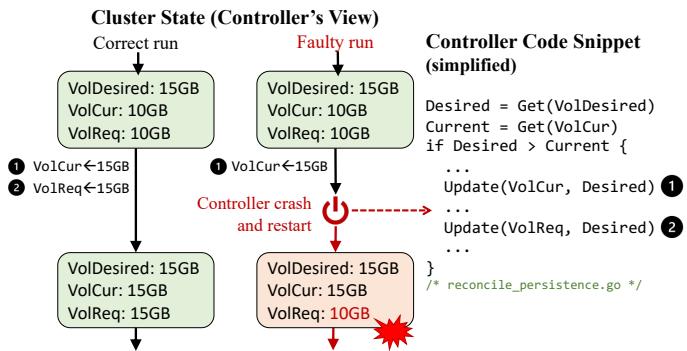 Cluster State (Controller's View)
Correct run
VolDesired: 15GB
VolCur: 10GB
VolReq: 10GB
1 VolCur←15GB
2 VolReq←15GB
VolDesired: 15GB
VolCur: 15GB
VolReq: 15GB
Faulty run
VolDesired: 15GB
VolCur: 10GB
VolReq: 10GB
1 VolCur←15GB
Controller crash
and restart
VolDesired: 15GB
VolCur: 15GB
VolReq: 10GB
Controller Code Snippet
(simplified)
Desired = Get(VolDesired)
Current = Get(VolCur)
if Desired > Current {
...
Update(VolCur, Desired) 1
...
Update(VolReq, Desired) 2
...
}
/* reconcile_persistence.go */